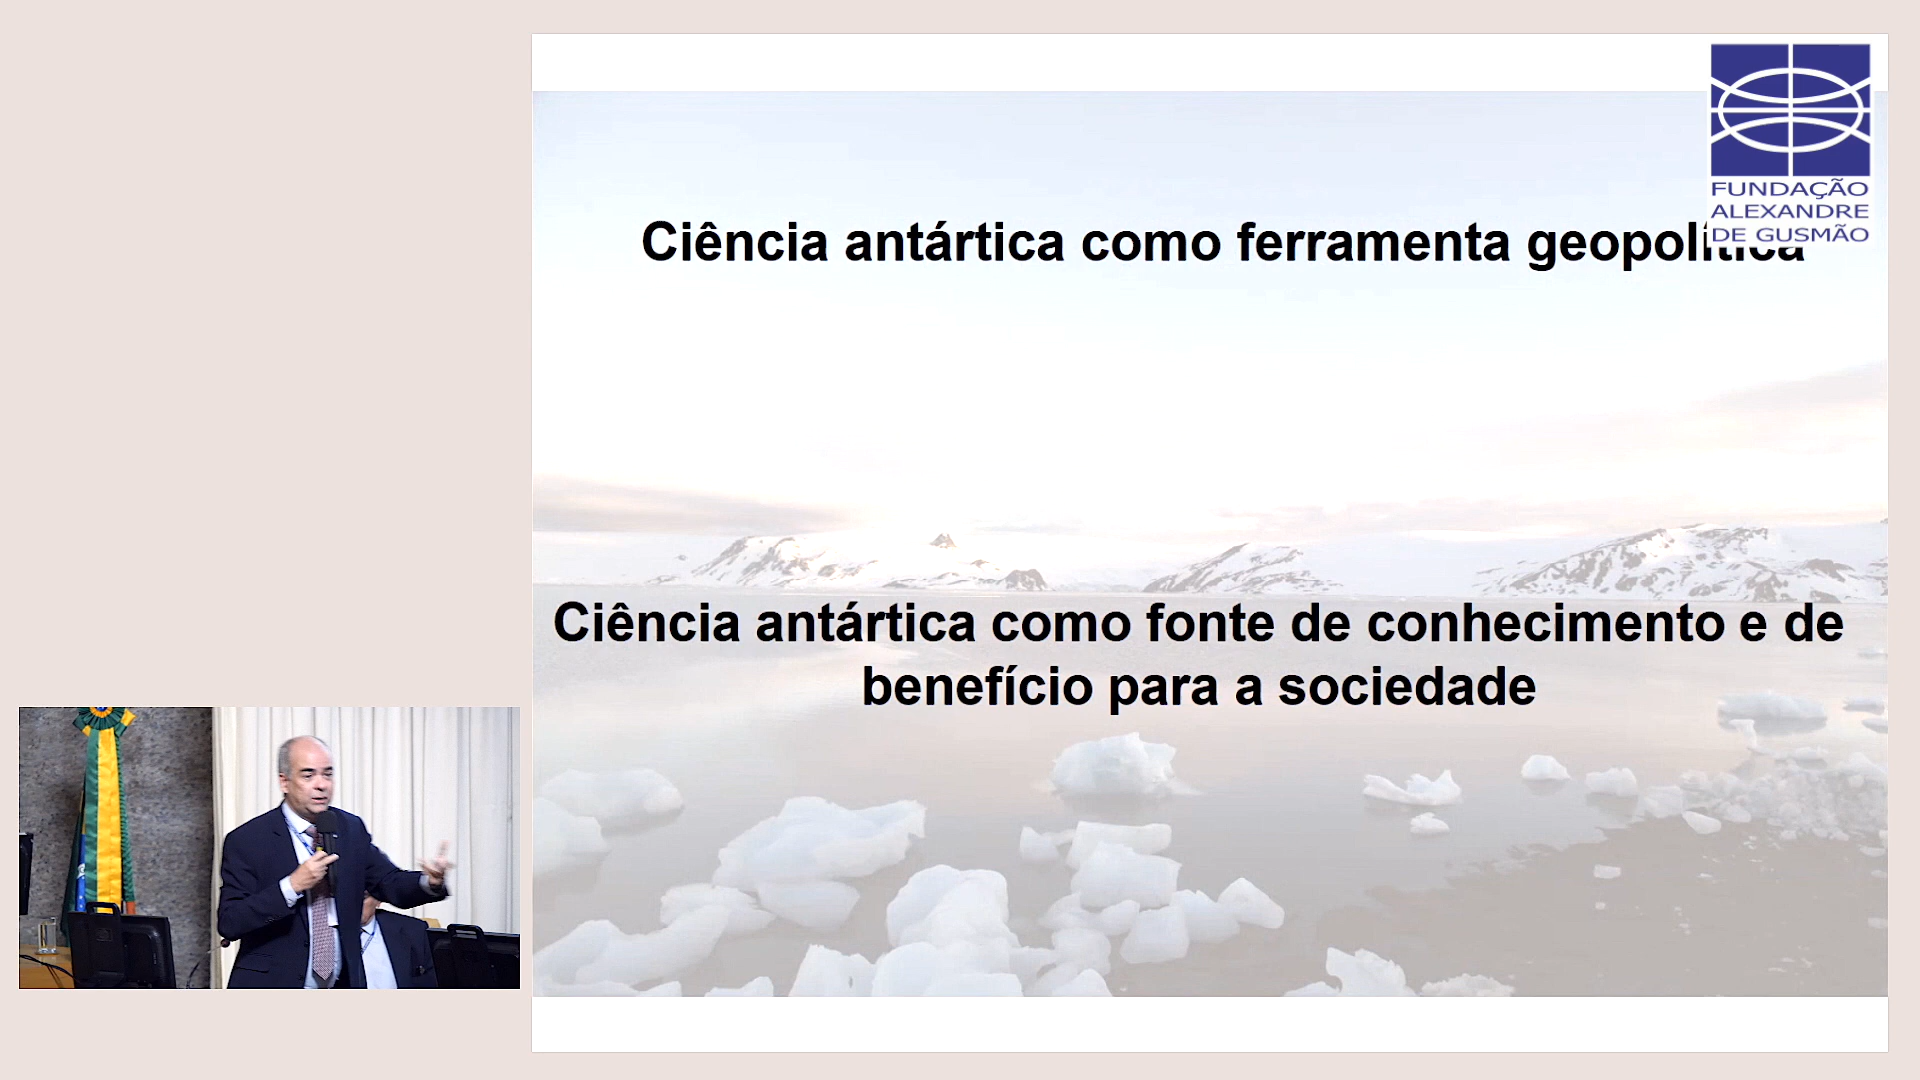 FUNDAÇÃO
ALEXANDRE
DE GUSMÃO
Ciência antártica como ferramenta geopolítica
Ciência antártica como fonte de conhecimento e de
benefício para a sociedade